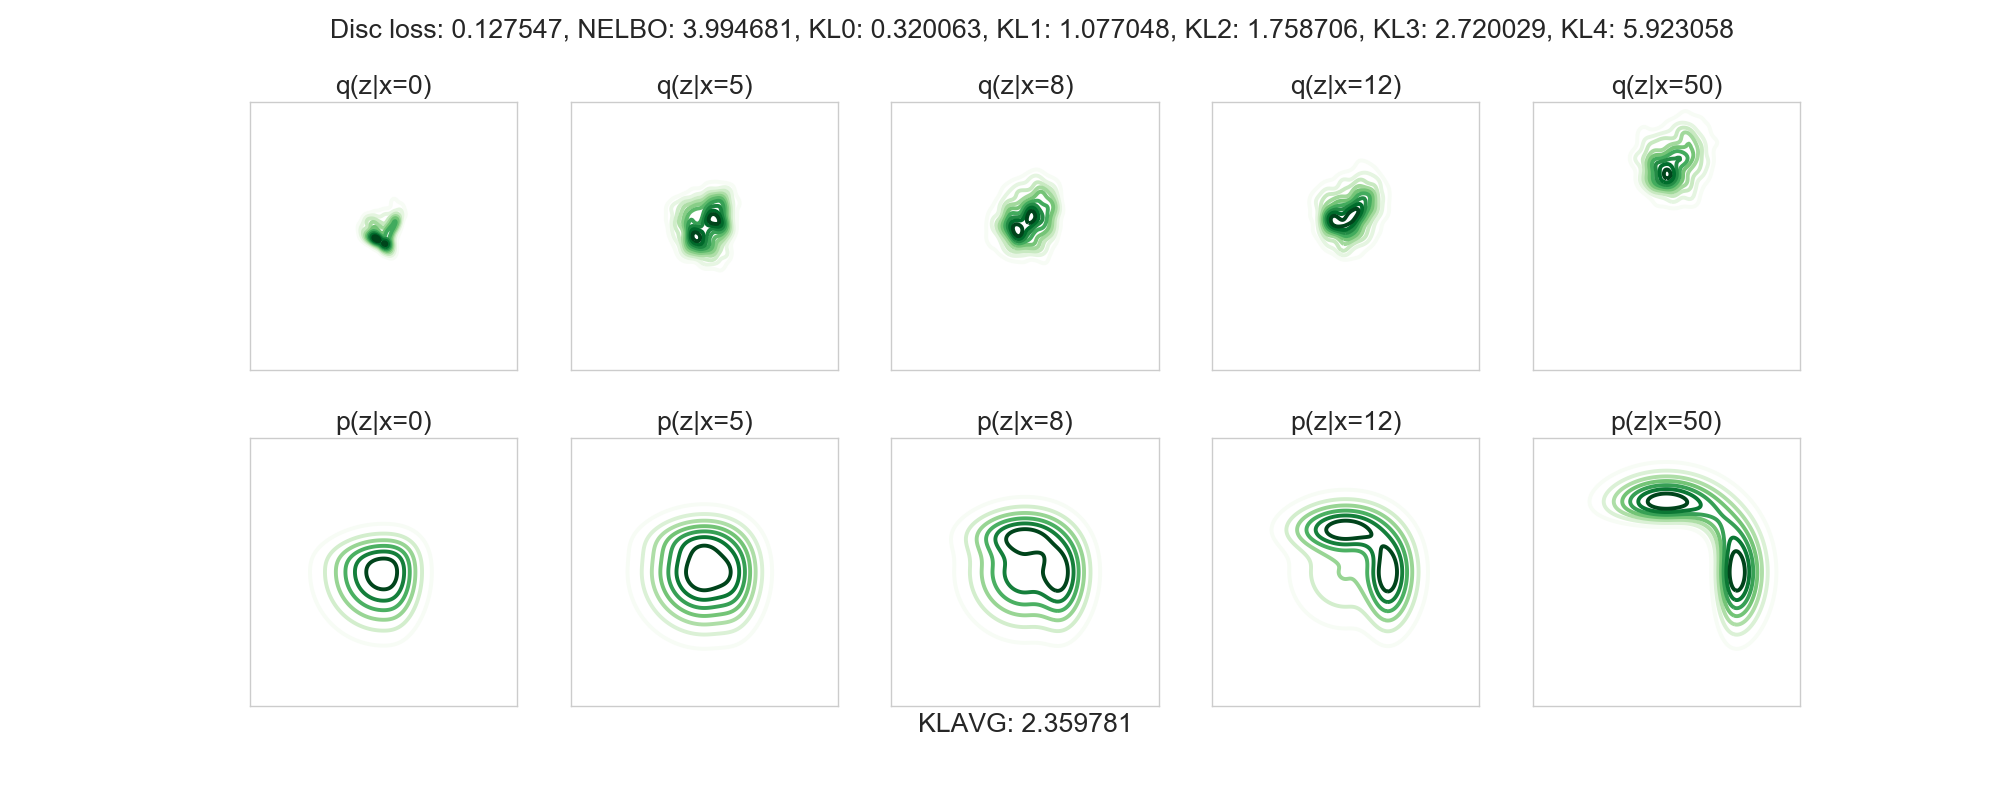 Disc loss: 0.127547, NELBO: 3.994681, KL0: 0.320063, KL1: 1.077048, KL2: 1.758706, KL3: 2.720029, KL4: 5.923058
q(z|x=0) q(z|x=5) q(z|x=8) q(z|x=12) q(z|x=50)
p(z|x=0) p(z|x=5) p(z|x=8) p(z|x=12) p(z|x=50)
KLAVG: 2.359781